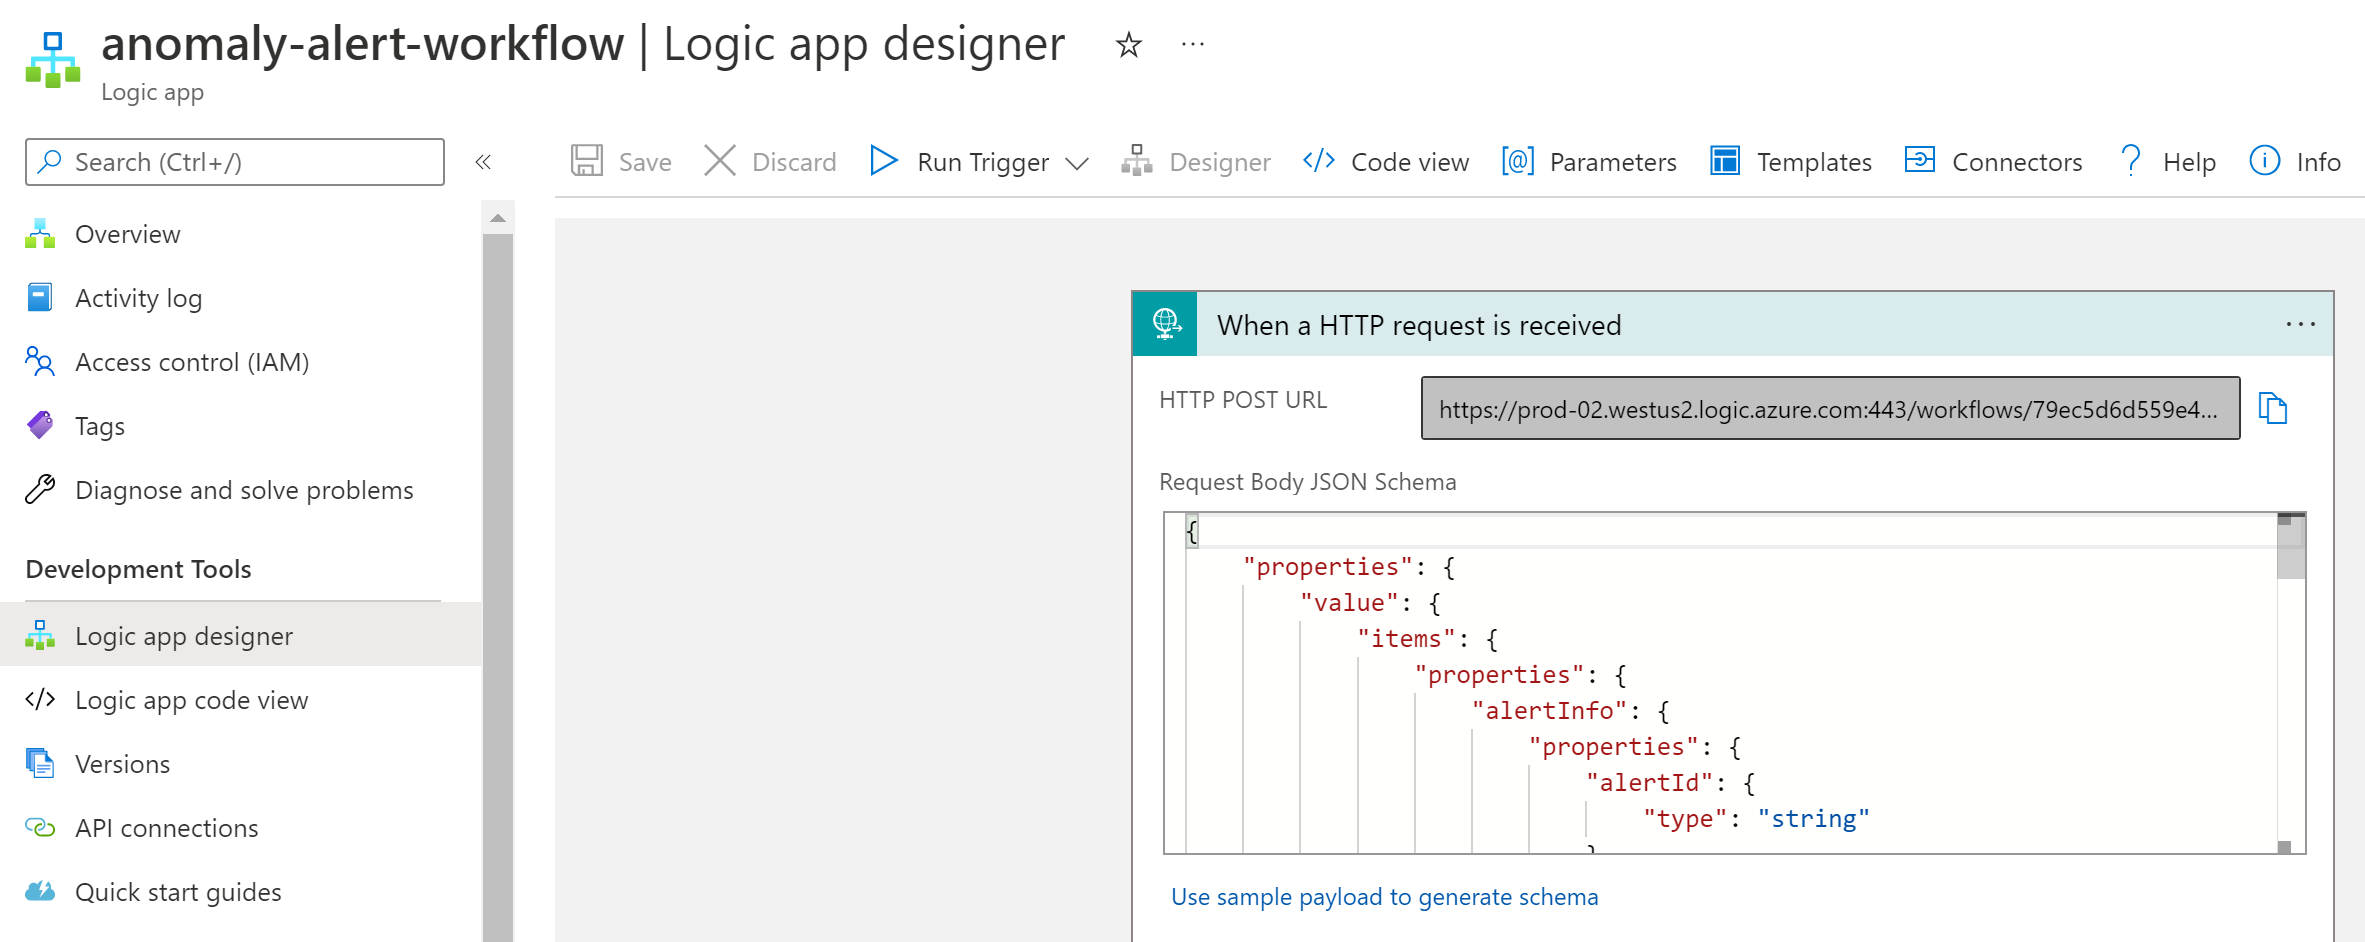 anomaly-alert-workflow | Logic app designer
Logic app
Search (Ctrl+/)
Overview
Activity log
Access control (IAM)
Tags
Diagnose and solve problems
Development Tools
Logic app designer
Logic app code view
Versions
API connections
Quick start guides
Save Discard Run Trigger Designer Code view Parameters Templates Connectors Help Info
When a HTTP request is received
HTTP POST URL https://prod-02.westus2.logic.azure.com:443/workflows/79ec5d6d559e4...
Request Body JSON Schema
{
"properties": {
"value": {
"items": {
"properties": {
"alertInfo": {
"properties": {
"alertId": {
"type": "string"
}
Use sample payload to generate schema